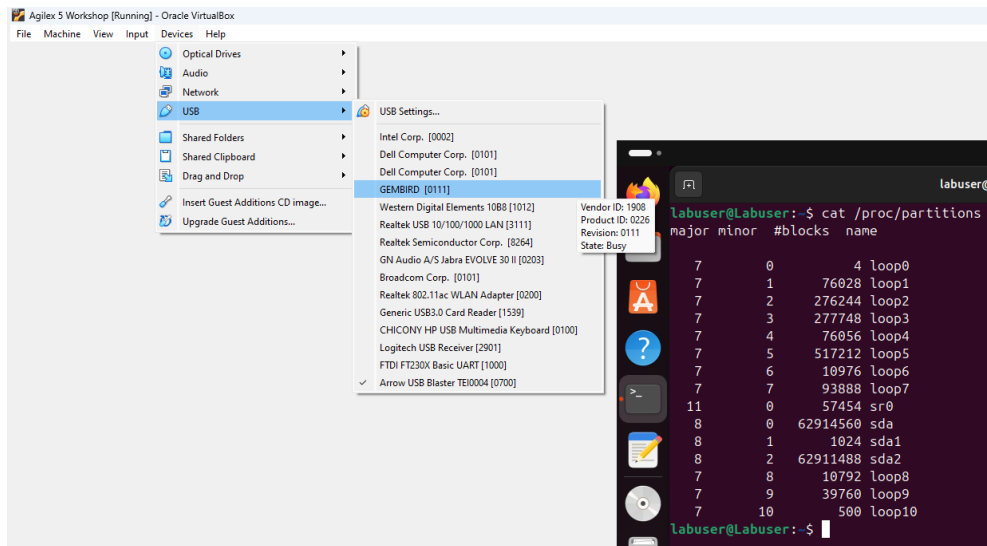 Agilex 5 Workshop [Running] - Oracle VirtualBox
File Machine View Input Devices Help
Optical Drives
Audio
Network
USB
Shared Folders
Shared Clipboard
Drag and Drop
Insert Guest Additions CD image...
Upgrade Guest Additions...
USB Settings...
Intel Corp. [0002]
Dell Computer Corp. [0101]
Dell Computer Corp. [0101]
GEMBIRD [0111]
Western Digital Elements 10B8 [1012]
Realtek USB 10/100/1000 LAN [3111]
Realtek Semiconductor Corp. [8264]
GN Audio A/S Jabra EVOLVE 30 II [0203]
Broadcom Corp. [0101]
Realtek 802.11ac WLAN Adapter [0200]
Generic USB3.0 Card Reader [1539]
CHICONY HP USB Multimedia Keyboard [0100]
Logitech USB Receiver [2901]
FTDI FT230X Basic UART [1000]
Arrow USB Blaster TEI0004 [0700]
Vendor ID: 1908
Product ID: 0226
Revision: 0111
State: Busy
labuser@
labuser@Labuser:~$ cat /proc/partitions
major minor #blocks name
7 0 4 loop0
7 1 76028 loop1
7 2 276244 loop2
7 3 277748 loop3
7 4 76056 loop4
7 5 517212 loop5
7 6 10976 loop6
7 7 93888 loop7
11 0 57454 sr0
8 0 62914560 sda
8 1 1024 sda1
8 2 62911488 sda2
7 8 10792 loop8
7 9 39760 loop9
7 10 500 loop10
labuser@Labuser:~$